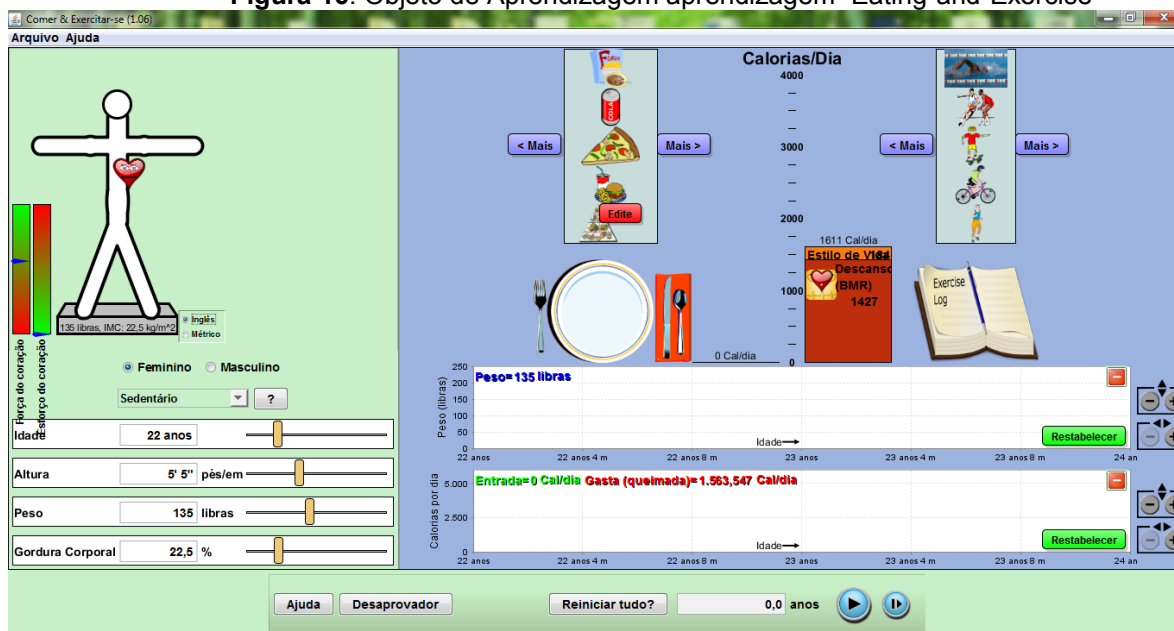 Figura 10: Objeto de Aprendizagem aprendizagem "Eating and Exercise"
Comer & Exercitar-se (1.06)
Arquivo Ajuda
135 libras, IMC: 22,5 kg/m^2
Inglês
Métrico
Força do coração
Esforço do coração
Feminino Masculino
Sedentário ?
Idade 22 anos
Altura 5' 5" pés/em
Peso 135 libras
Gordura Corporal 22,5 %
Calorias/Dia
4000
3000
2000
1000
0
< Mais
COLA
Mais >
Edite
< Mais
Mais >
1611 Cal/dia
Estilo de Vida
184
Descanso
(BMR)
1427
0 Cal/dia
Exercise
Log
Peso (libras)
250
200
150
100
50
0
Peso= 135 libras
Idade
Restabelecer
22 anos 22 anos 4 m 22 anos 8 m 23 anos 23 anos 4 m 23 anos 8 m 24 an
Calorias por dia
5.000
2.500
0
Entrada= 0 Cal/dia Gasta (queimada)= 1.563,547 Cal/dia
Idade
Restabelecer
22 anos 22 anos 4 m 22 anos 8 m 23 anos 23 anos 4 m 23 anos 8 m 24 an
Ajuda Desaprovador Reiniciar tudo? 0,0 anos